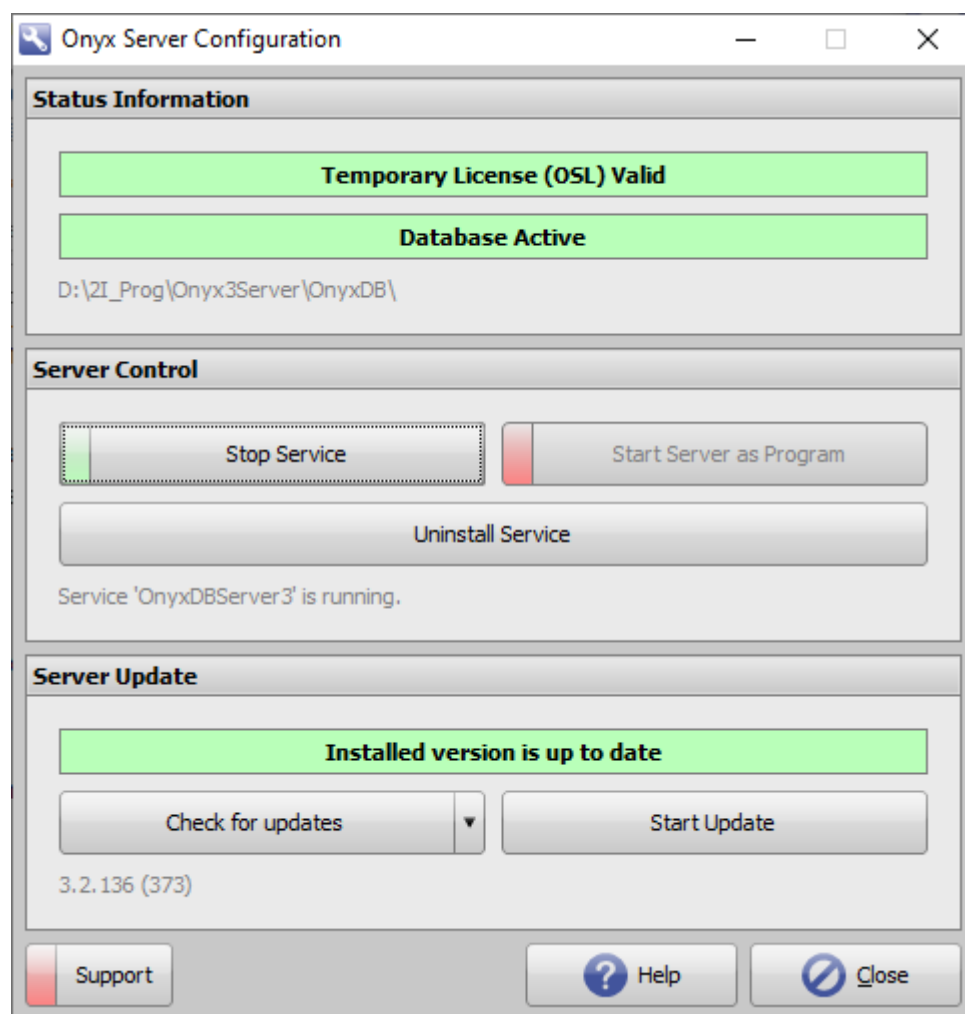 Onyx Server Configuration
Status Information
Temporary License (OSL) Valid
Database Active
D:\2I_Prog\Onyx3Server\OnyxDB\
Server Control
Stop Service
Start Server as Program
Uninstall Service
Service 'OnyxDBServer3' is running.
Server Update
Installed version is up to date
Check for updates
Start Update
3.2.136 (373)
Support
Help
Close